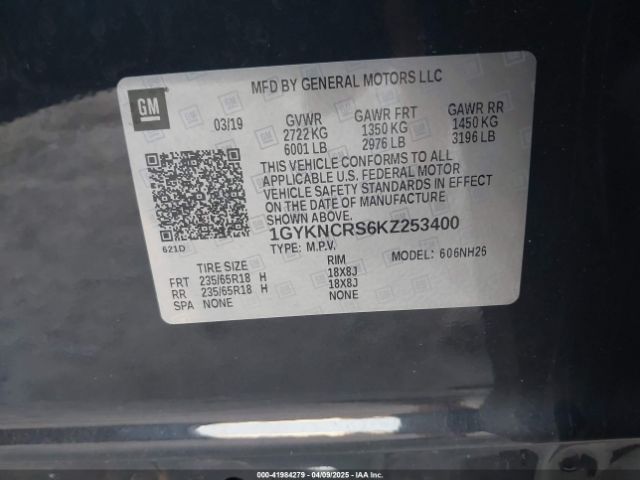 MFD BY GENERAL MOTORS LLC
GM
03/19 GVWR GAWR FRT GAWR RR
2722 KG 1350 KG 1450 KG
6001 LB 2976 LB 3196 LB
THIS VEHICLE CONFORMS TO ALL
APPLICABLE U.S. FEDERAL MOTOR
VEHICLE SAFETY STANDARDS IN EFFECT
ON THE DATE OF MANUFACTURE
SHOWN ABOVE.
621D
1GYKNCRS6KZ253400
TYPE: M.P.V. MODEL: 606NH26
TIRE SIZE RIM
FRT 235/65R18 H 18X8J
RR 235/65R18 H 18X8J
SPA NONE NONE
000-41984279 - 04/09/2025 - IAAI.COM